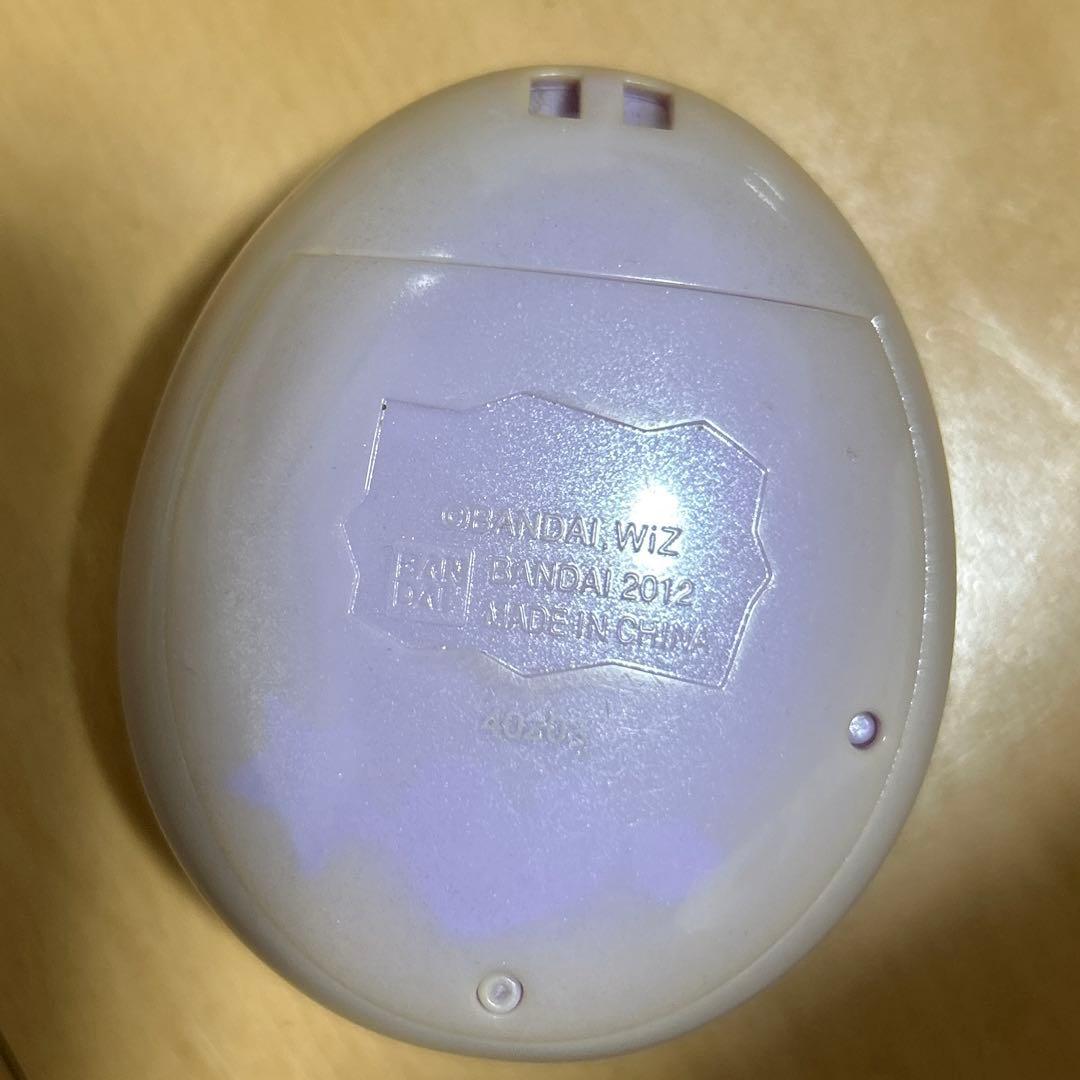 ©BANDAI, WiZ
BAN
DAI
BANDAI 2012
MADE IN CHINA